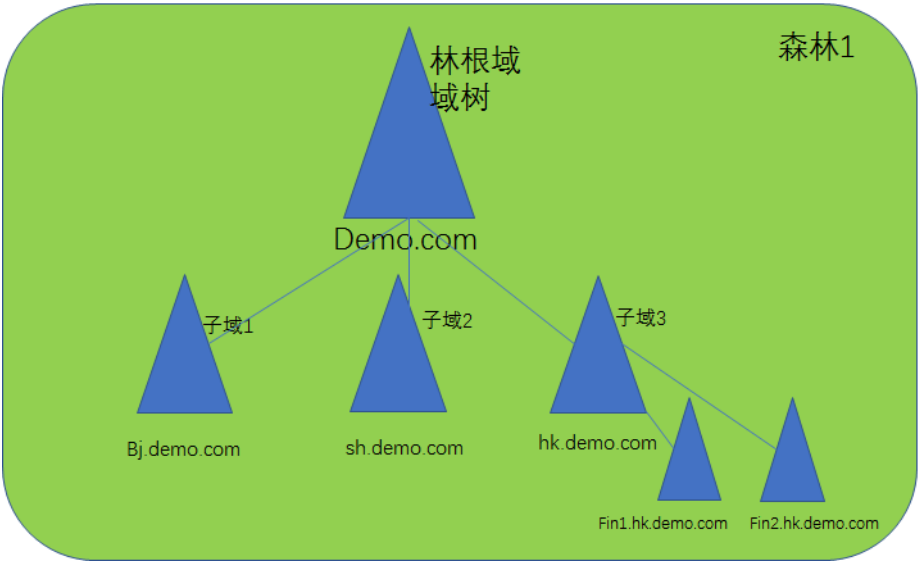 森林1
林根域
域树
Demo.com
子域1
子域2
子域3
Bj.demo.com
sh.demo.com
hk.demo.com
Fin1.hk.demo.com
Fin2.hk.demo.com